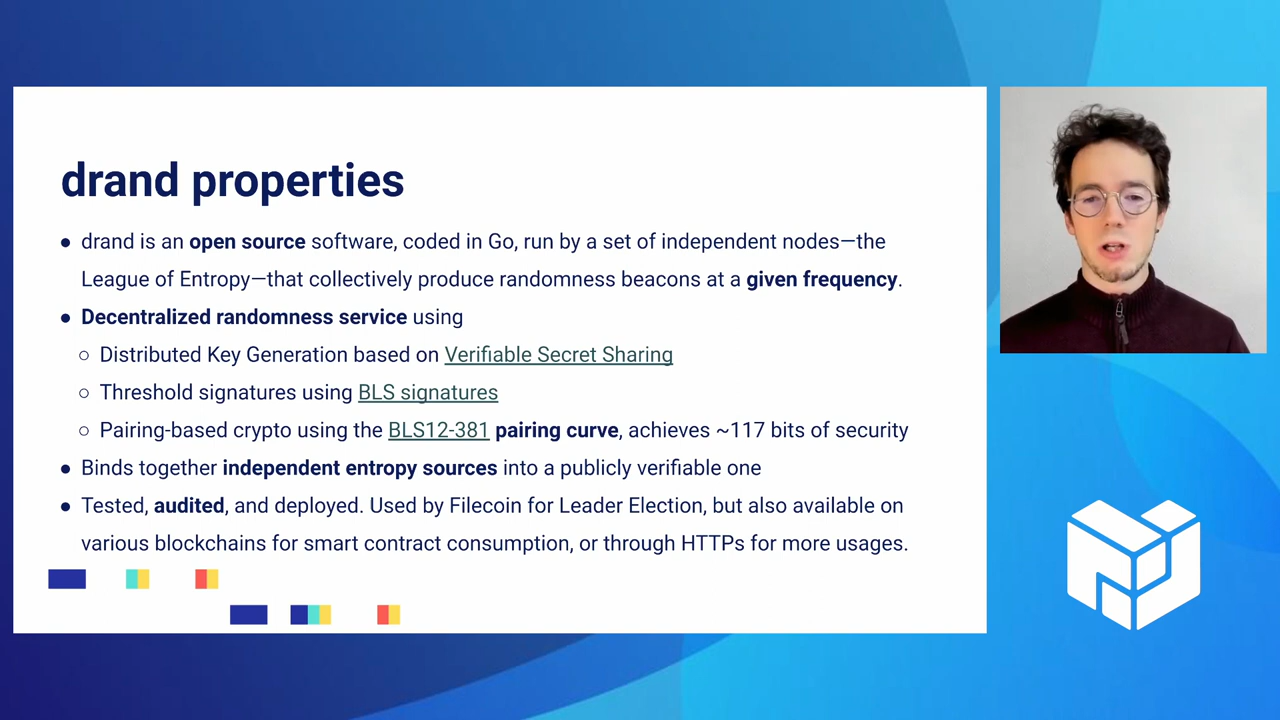 drand properties
● drand is an open source software, coded in Go, run by a set of independent nodes—the
League of Entropy—that collectively produce randomness beacons at a given frequency.
● Decentralized randomness service using
○ Distributed Key Generation based on Verifiable Secret Sharing
○ Threshold signatures using BLS signatures
○ Pairing-based crypto using the BLS12-381 pairing curve, achieves ~117 bits of security
● Binds together independent entropy sources into a publicly verifiable one
● Tested, audited, and deployed. Used by Filecoin for Leader Election, but also available on
various blockchains for smart contract consumption, or through HTTPs for more usages.